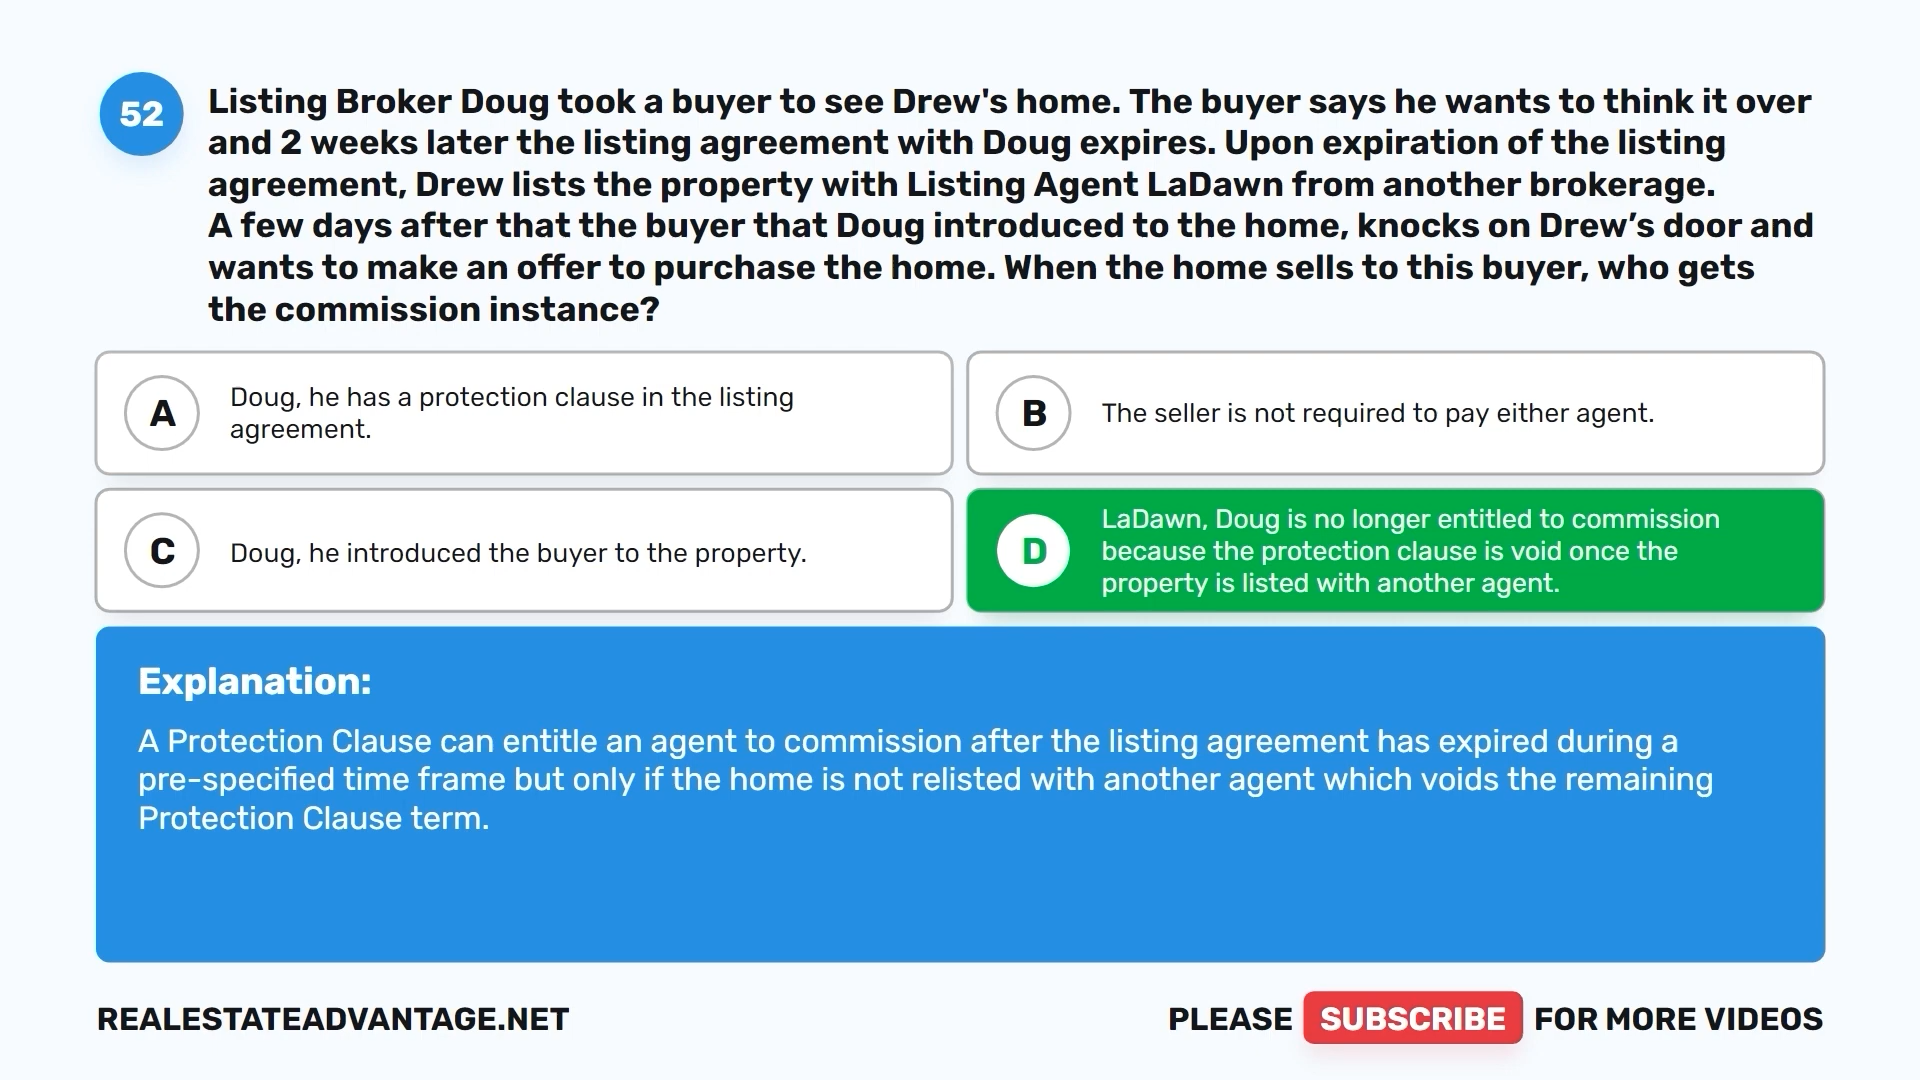 52
Listing Broker Doug took a buyer to see Drew's home. The buyer says he wants to think it over
and 2 weeks later the listing agreement with Doug expires. Upon expiration of the listing
agreement, Drew lists the property with Listing Agent LaDawn from another brokerage.
A few days after that the buyer that Doug introduced to the home, knocks on Drew’s door and
wants to make an offer to purchase the home. When the home sells to this buyer, who gets
the commission instance?
A
Doug, he has a protection clause in the listing
agreement.
B
The seller is not required to pay either agent.
C
Doug, he introduced the buyer to the property.
D
LaDawn, Doug is no longer entitled to commission
because the protection clause is void once the
property is listed with another agent.
Explanation:
A Protection Clause can entitle an agent to commission after the listing agreement has expired during a
pre-specified time frame but only if the home is not relisted with another agent which voids the remaining
Protection Clause term.
REALESTATEADVANTAGE.NET
PLEASE SUBSCRIBE FOR MORE VIDEOS